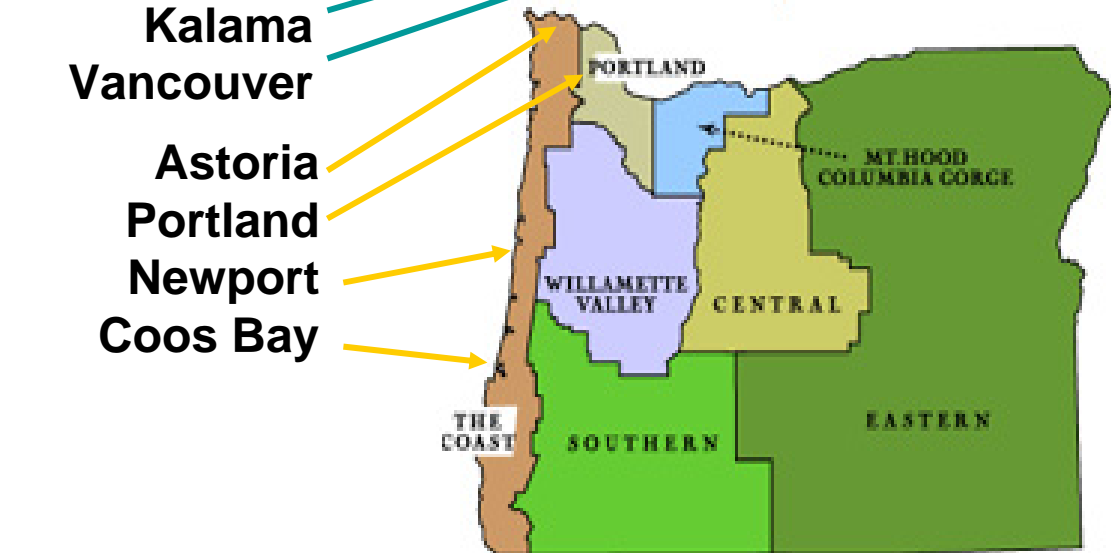 Kalama
Vancouver
Astoria
Portland
Newport
Coos Bay
PORTLAND
MT.HOOD
COLUMBIA GORGE
WILLAMETTE
VALLEY
CENTRAL
THE
COAST
SOUTHERN
EASTERN